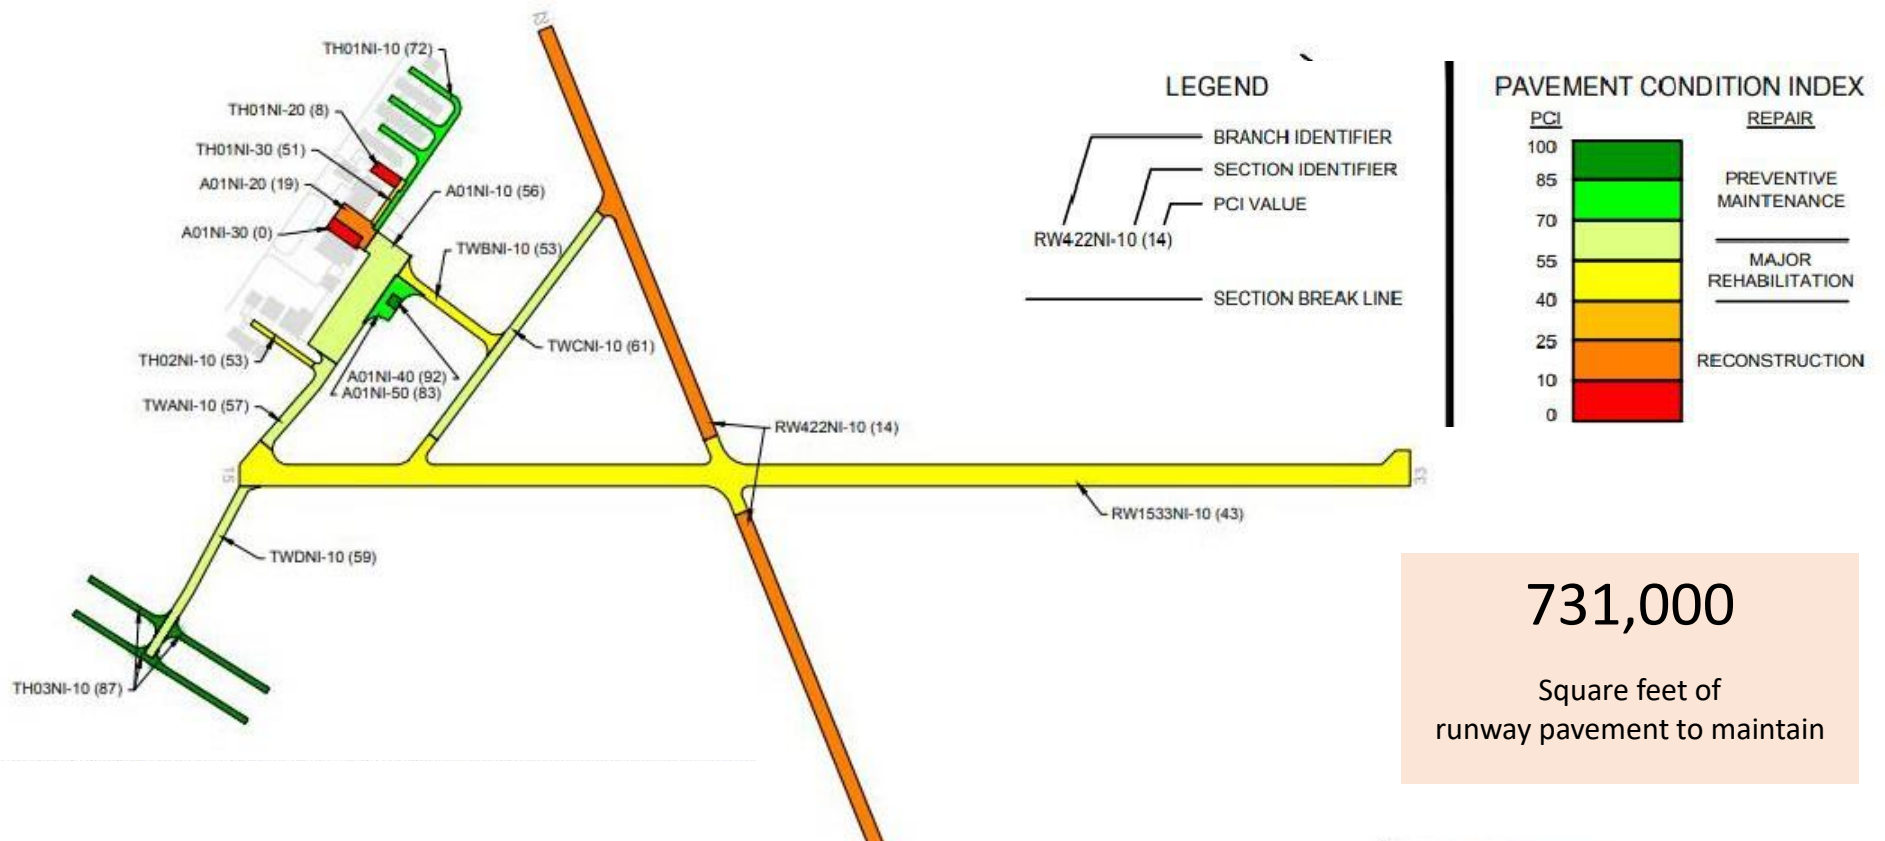 22
TH01NI-10 (72)
TH01NI-20 (8)
TH01NI-30 (51)
A01NI-20 (19)
A01NI-10 (56)
A01NI-30 (0)
TWBNI-10 (53)
TWCNI-10 (61)
TH02NI-10 (53)
A01NI-40 (92)
A01NI-50 (83)
TWANI-10 (57)
RW422NI-10 (14)
15
33
RW1533NI-10 (43)
TWDNI-10 (59)
TH03NI-10 (87)
LEGEND
BRANCH IDENTIFIER
SECTION IDENTIFIER
PCI VALUE
RW422NI-10 (14)
SECTION BREAK LINE
PAVEMENT CONDITION INDEX
PCI
REPAIR
100
85
70
55
40
25
10
0
PREVENTIVE
MAINTENANCE
MAJOR
REHABILITATION
RECONSTRUCTION
731,000
Square feet of
runway pavement to maintain